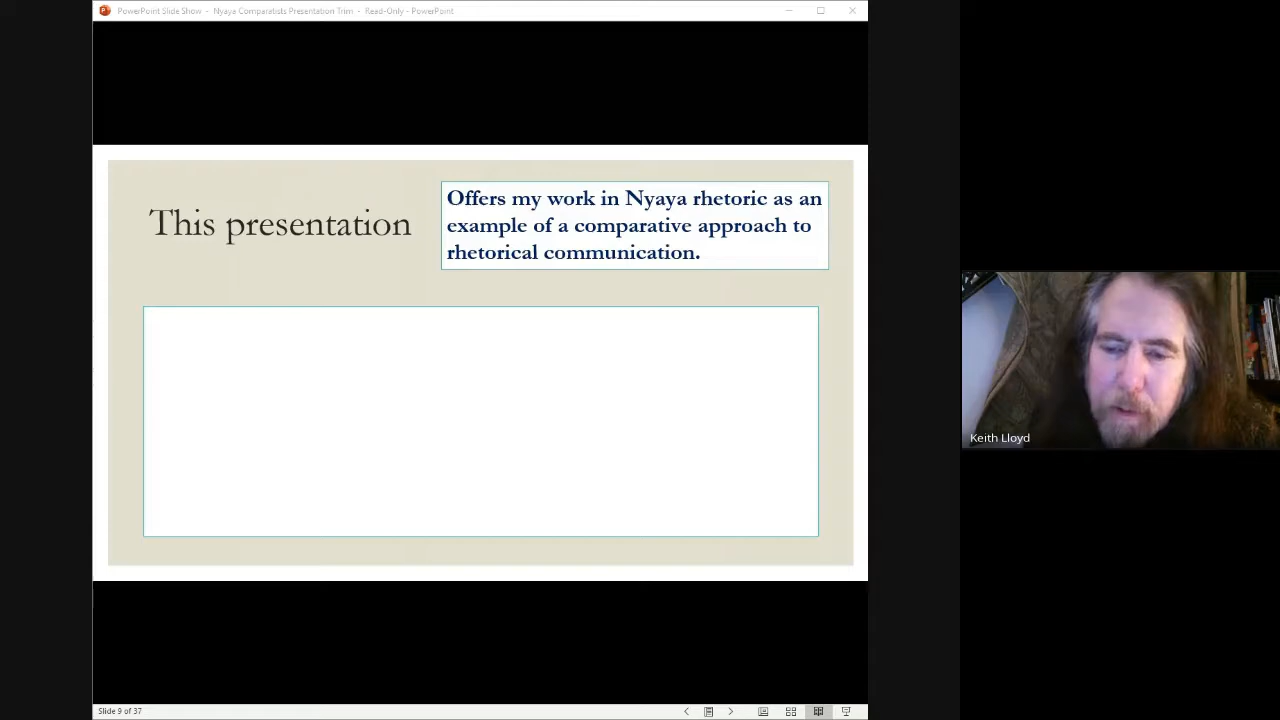 PowerPoint Slide Show - Nyaya Comparatists Presentation Trim - Read-Only - PowerPoint
This presentation
Offers my work in Nyaya rhetoric as an
example of a comparative approach to
rhetorical communication.
Keith Lloyd
Slide 9 of 37